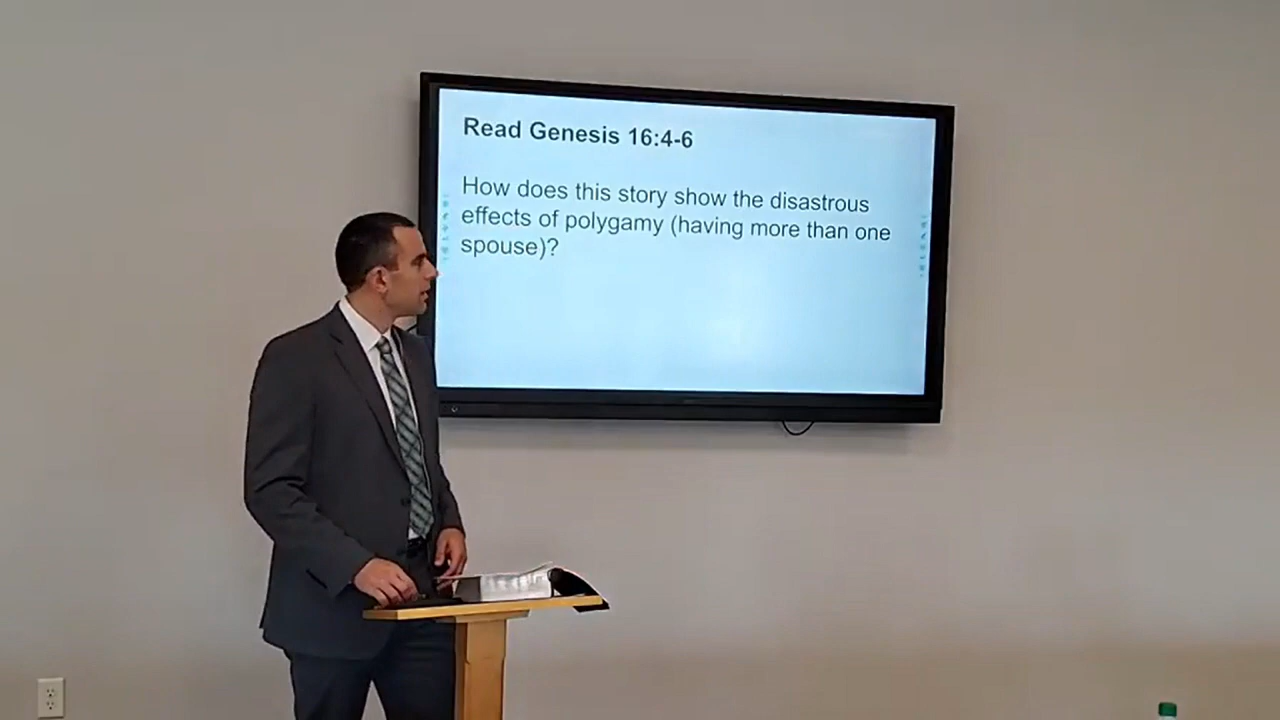 Read Genesis 16:4-6
How does this story show the disastrous
effects of polygamy (having more than one
spouse)?